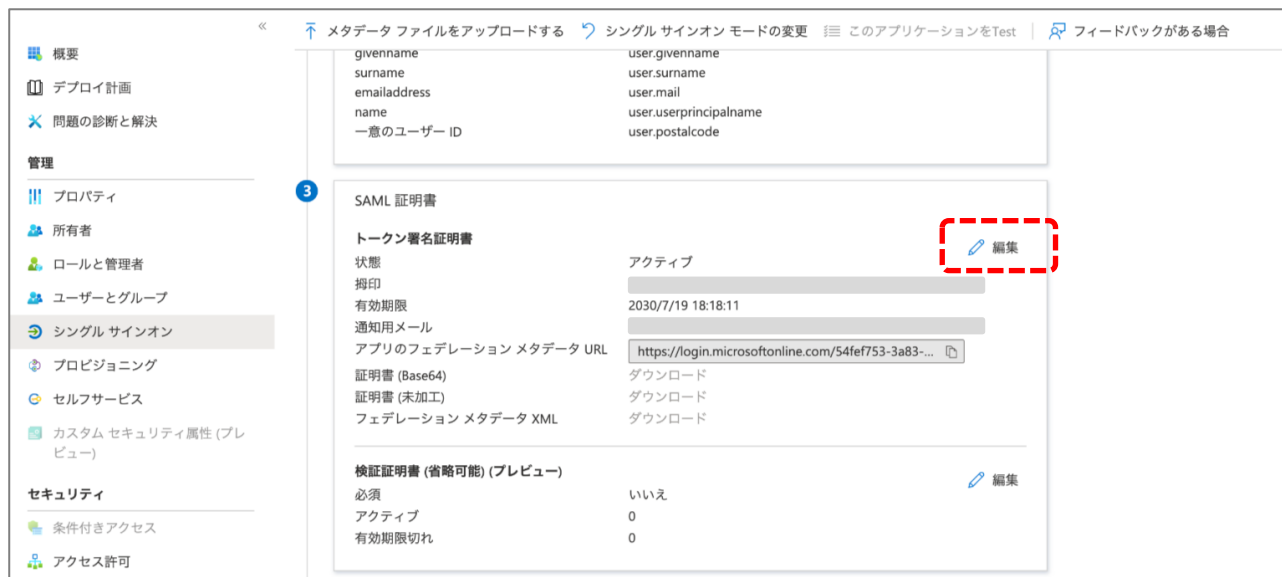 «
メタデータ ファイルをアップロードする シングル サインオン モードの変更 このアプリケーションをTest フィードバックがある場合
概要
デプロイ計画
問題の診断と解決
管理
プロパティ
所有者
ロールと管理者
ユーザーとグループ
シングル サインオン
プロビジョニング
セルフサービス
カスタム セキュリティ属性 (プレ
ビュー)
セキュリティ
条件付きアクセス
アクセス許可
givenname user.givenname
surname user.surname
emailaddress user.mail
name user.userprincipalname
一意のユーザー ID user.postalcode
3
SAML 証明書
トークン署名証明書 編集
状態 アクティブ
拇印
有効期限 2030/7/19 18:18:11
通知用メール
アプリのフェデレーション メタデータ URL https://login.microsoftonline.com/54fef753-3a83-...
証明書 (Base64) ダウンロード
証明書 (未加工) ダウンロード
フェデレーション メタデータ XML ダウンロード
検証証明書 (省略可能) (プレビュー) 編集
必須 いいえ
アクティブ 0
有効期限切れ 0